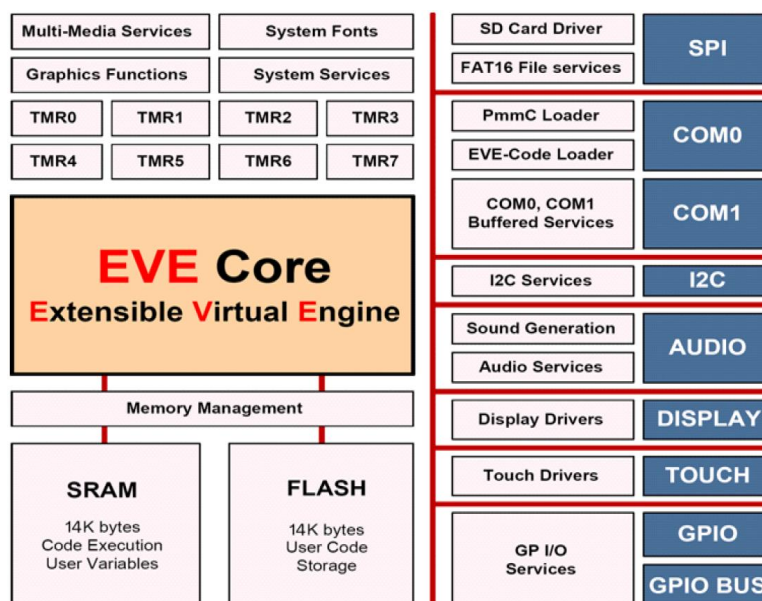 Multi-Media Services
System Fonts
Graphics Functions
System Services
TMR0
TMR1
TMR2
TMR3
TMR4
TMR5
TMR6
TMR7
EVE Core
Extensible Virtual Engine
Memory Management
SRAM
14K bytes
Code Execution
User Variables
FLASH
14K bytes
User Code
Storage
SD Card Driver
FAT16 File services
SPI
PmmC Loader
EVE-Code Loader
COM0
COM0, COM1
Buffered Services
COM1
I2C Services
I2C
Sound Generation
Audio Services
AUDIO
Display Drivers
DISPLAY
Touch Drivers
TOUCH
GP I/O
Services
GPIO
GPIO BUS